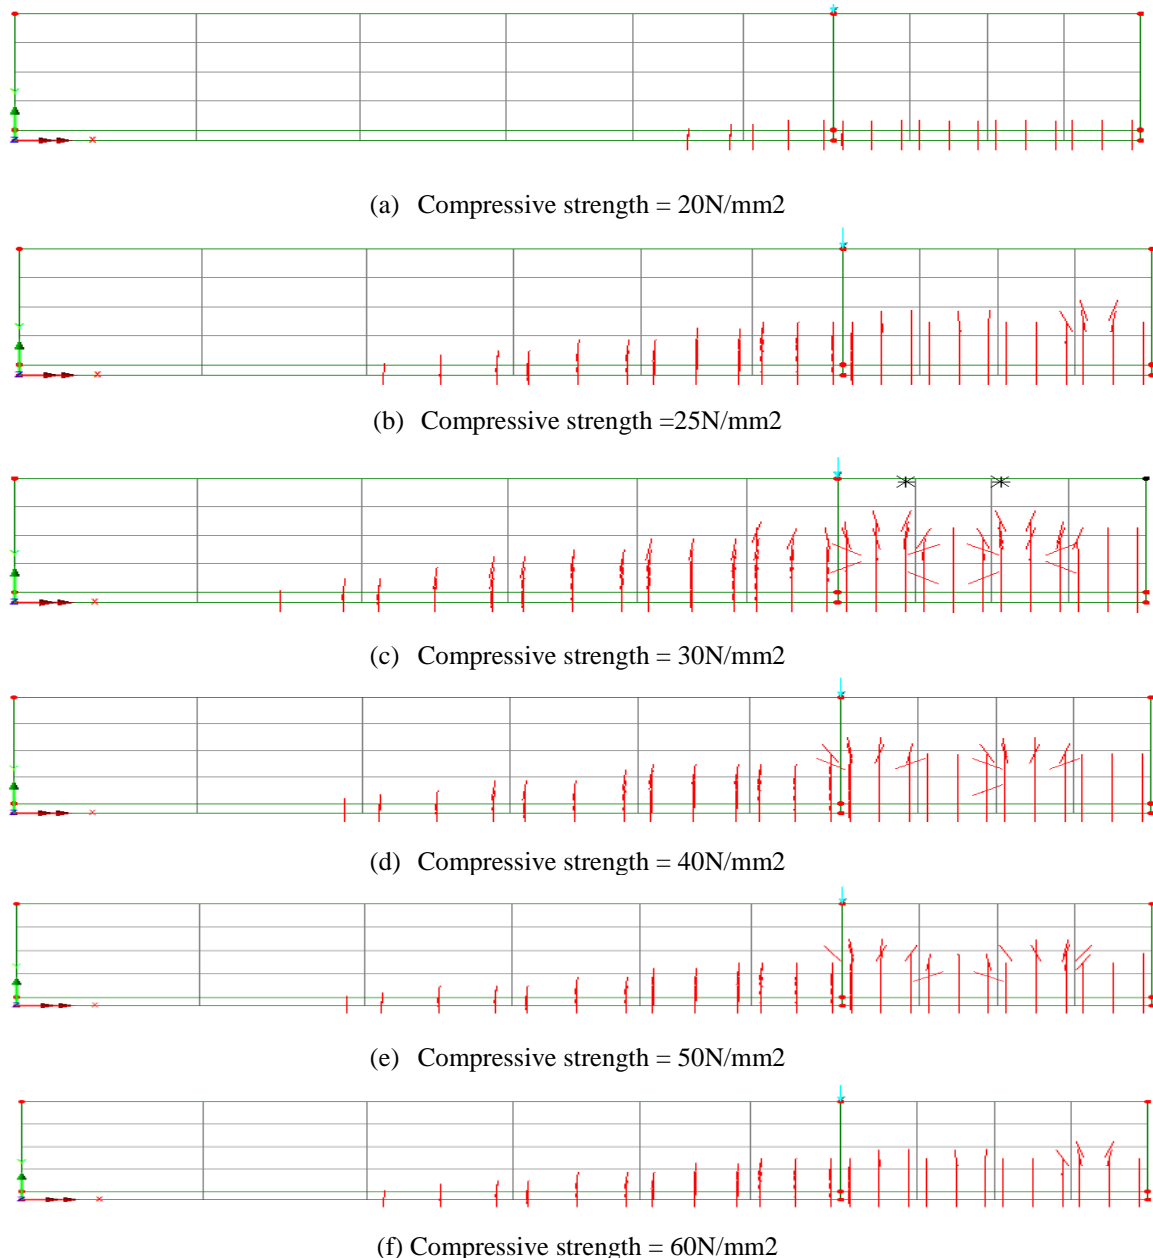 (a) Compressive strength = 20N/mm2
(b) Compressive strength =25N/mm2
(c) Compressive strength = 30N/mm2
(d) Compressive strength = 40N/mm2
(e) Compressive strength = 50N/mm2
(f) Compressive strength = 60N/mm2